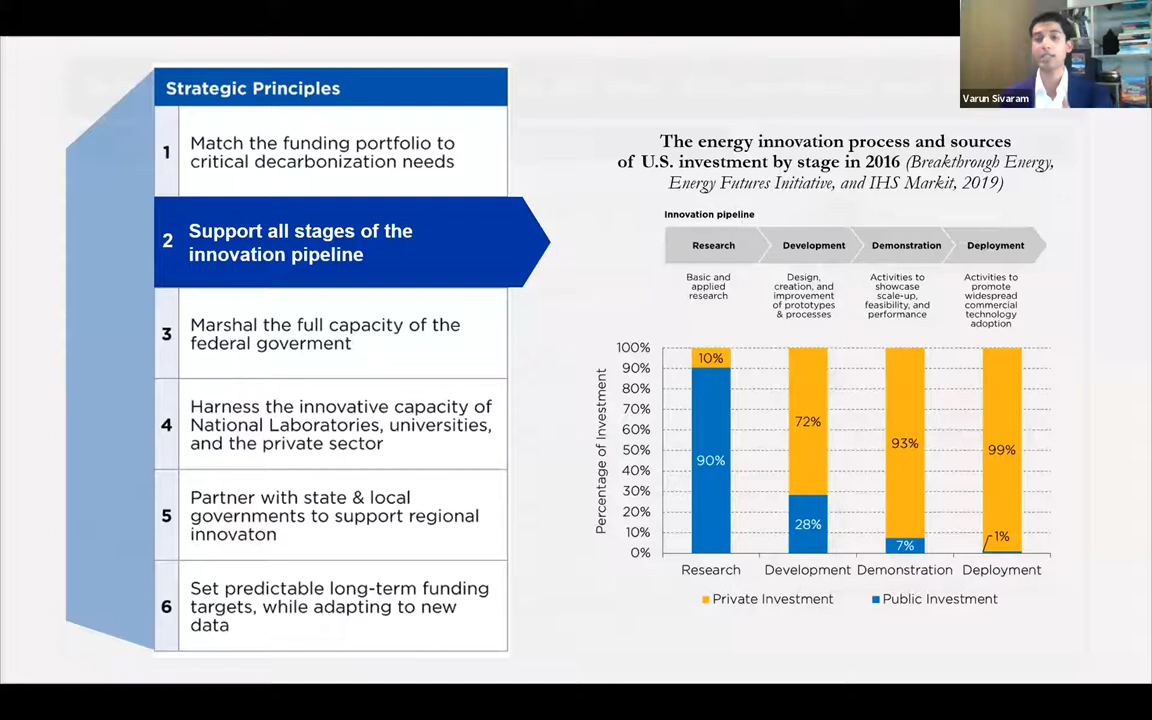 Varun Sivaram
Strategic Principles
1
Match the funding portfolio to
critical decarbonization needs
2
Support all stages of the
innovation pipeline
3
Marshal the full capacity of the
federal goverment
4
Harness the innovative capacity of
National Laboratories, universities,
and the private sector
5
Partner with state & local
governments to support regional
innovaton
6
Set predictable long-term funding
targets, while adapting to new
data
The energy innovation process and sources
of U.S. investment by stage in 2016 (Breakthrough Energy,
Energy Futures Initiative, and IHS Markit, 2019)
Innovation pipeline
Research
Development
Demonstration
Deployment
Basic and
applied
research
Design,
creation, and
improvement
of prototypes
& processes
Activities to
showcase
scale-up,
feasibility, and
performance
Activities to
promote
widespread
commercial
technology
adoption
Percentage of Investment
100%
90%
80%
70%
60%
50%
40%
30%
20%
10%
0%
10%
90%
72%
28%
93%
7%
99%
1%
Research
Development
Demonstration
Deployment
Private Investment
Public Investment